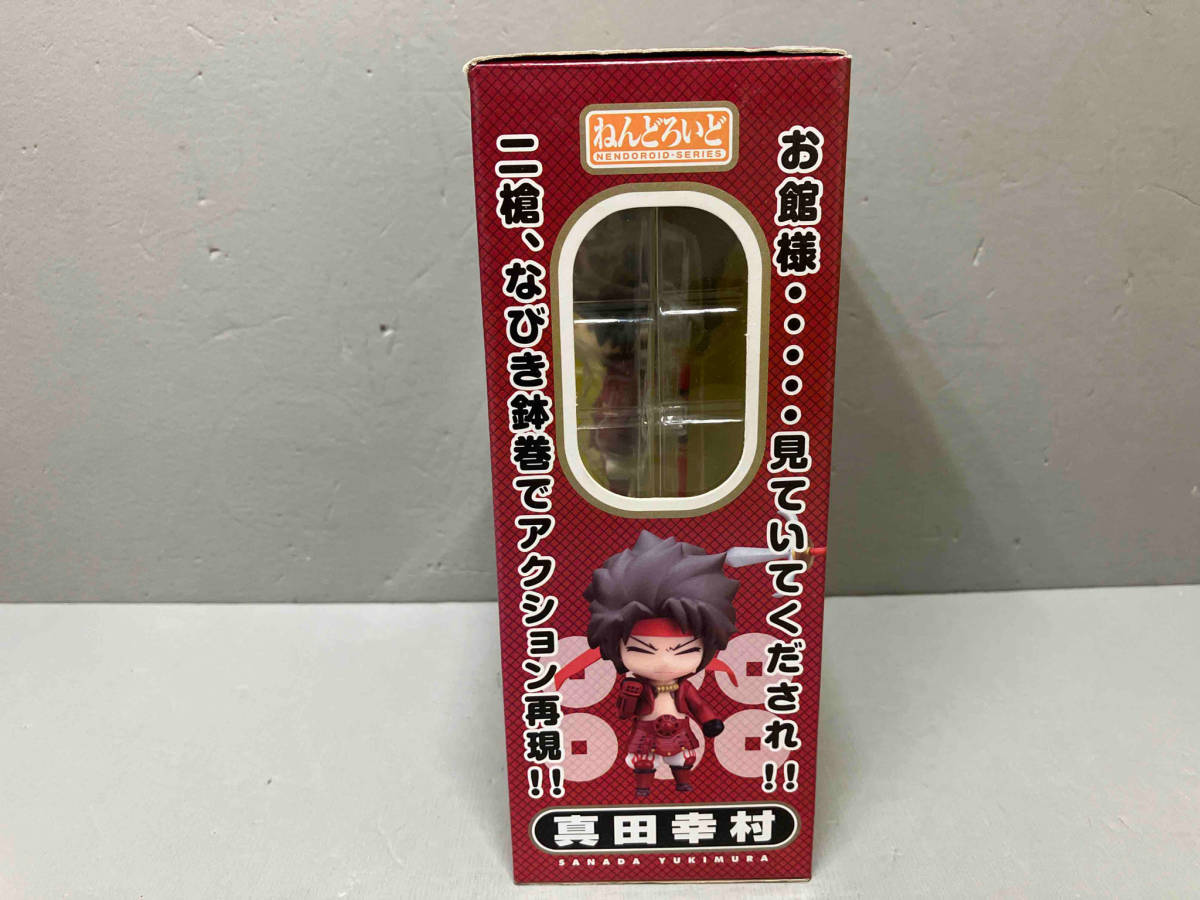 ねんどろいど
NENDOROID・SERIES
お館様・・・・・見ていてくだされ!!
二槍、なびき鉢巻でアクション再現!!
真田幸村
SANADA YUKIMURA